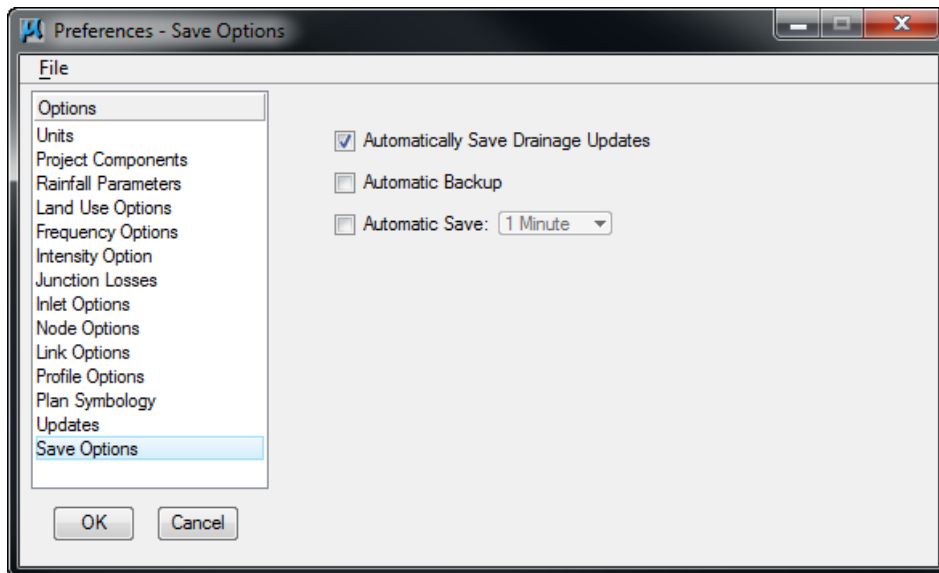 Preferences - Save Options
File
Options
Units
Project Components
Rainfall Parameters
Land Use Options
Frequency Options
Intensity Option
Junction Losses
Inlet Options
Node Options
Link Options
Profile Options
Plan Symbology
Updates
Save Options
Automatically Save Drainage Updates
Automatic Backup
Automatic Save: 1 Minute
OK Cancel